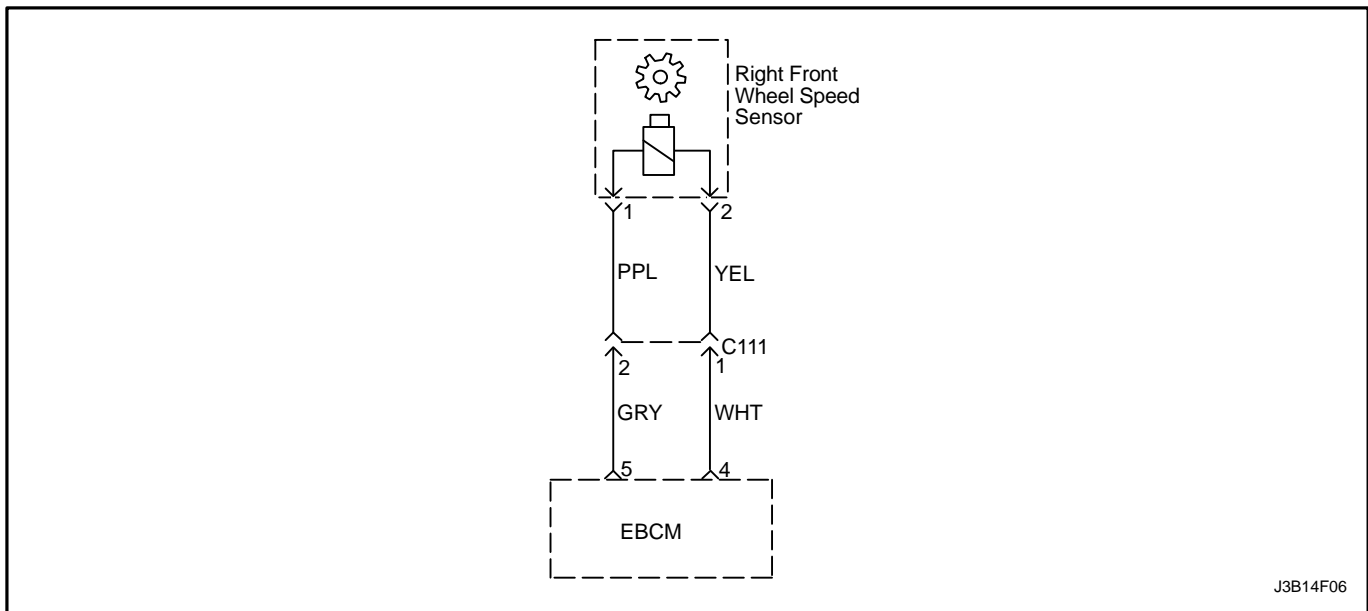 Right Front
Wheel Speed
Sensor
1 2
PPL YEL
C111
2 1
GRY WHT
5 4
EBCM
J3B14F06